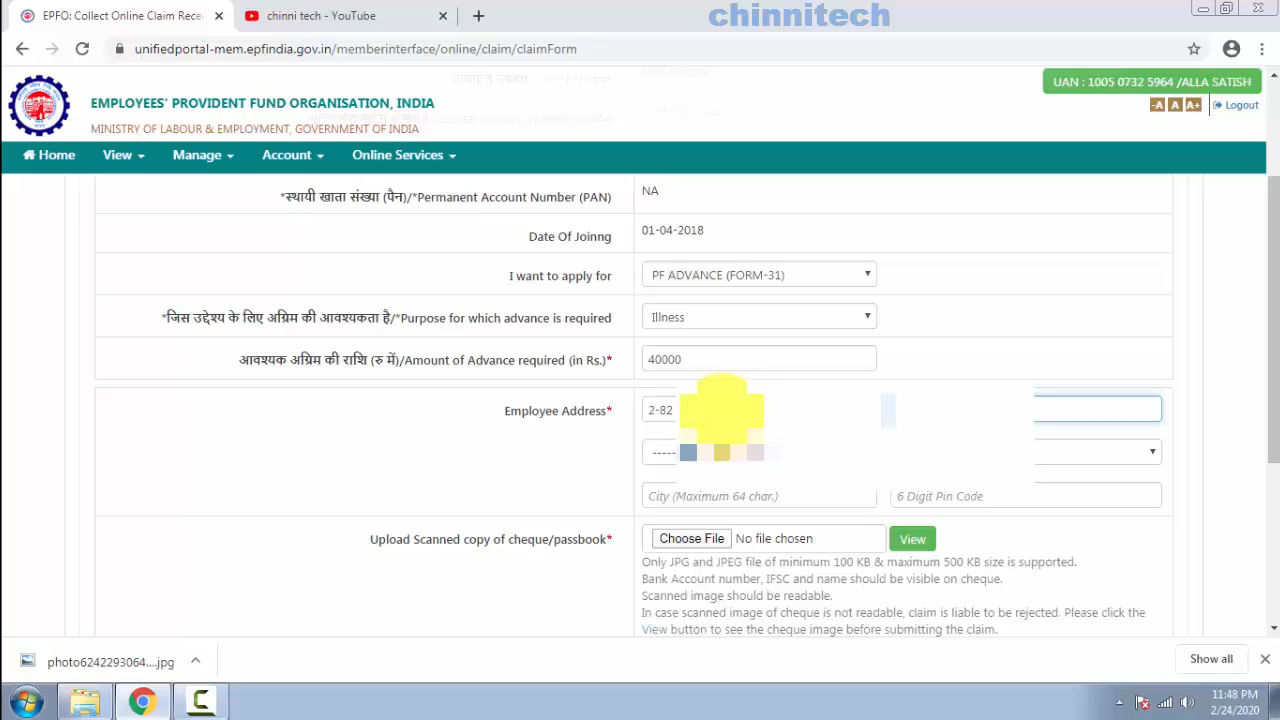 chinnitech
EPFO: Collect Online Claim Rece
chinni tech - YouTube
unifiedportal-mem.epfindia.gov.in/memberinterface/online/claim/claimForm
UAN : 1005 0732 5964 /ALLA SATISH
EMPLOYEES' PROVIDENT FUND ORGANISATION, INDIA
-A A A+ Logout
MINISTRY OF LABOUR & EMPLOYMENT, GOVERNMENT OF INDIA
Home View Manage Account Online Services
*स्थायी खाता संख्या (पैन)/*Permanent Account Number (PAN) NA
Date Of Joinng 01-04-2018
I want to apply for PF ADVANCE (FORM-31)
*जिस उद्देश्य के लिए अग्रिम की आवश्यकता है/*Purpose for which advance is required Illness
आवश्यक अग्रिम की राशि (रु में)/Amount of Advance required (in Rs.)* 40000
Employee Address* 2-82
-----
City (Maximum 64 char.) 6 Digit Pin Code
Upload Scanned copy of cheque/passbook* Choose File No file chosen View
Only JPG and JPEG file of minimum 100 KB & maximum 500 KB size is supported.
Bank Account number, IFSC and name should be visible on cheque.
Scanned image should be readable.
In case scanned image of cheque is not readable, claim is liable to be rejected. Please click the
View button to see the cheque image before submitting the claim.
photo6242293064....jpg Show all
11:48 PM
2/24/2020